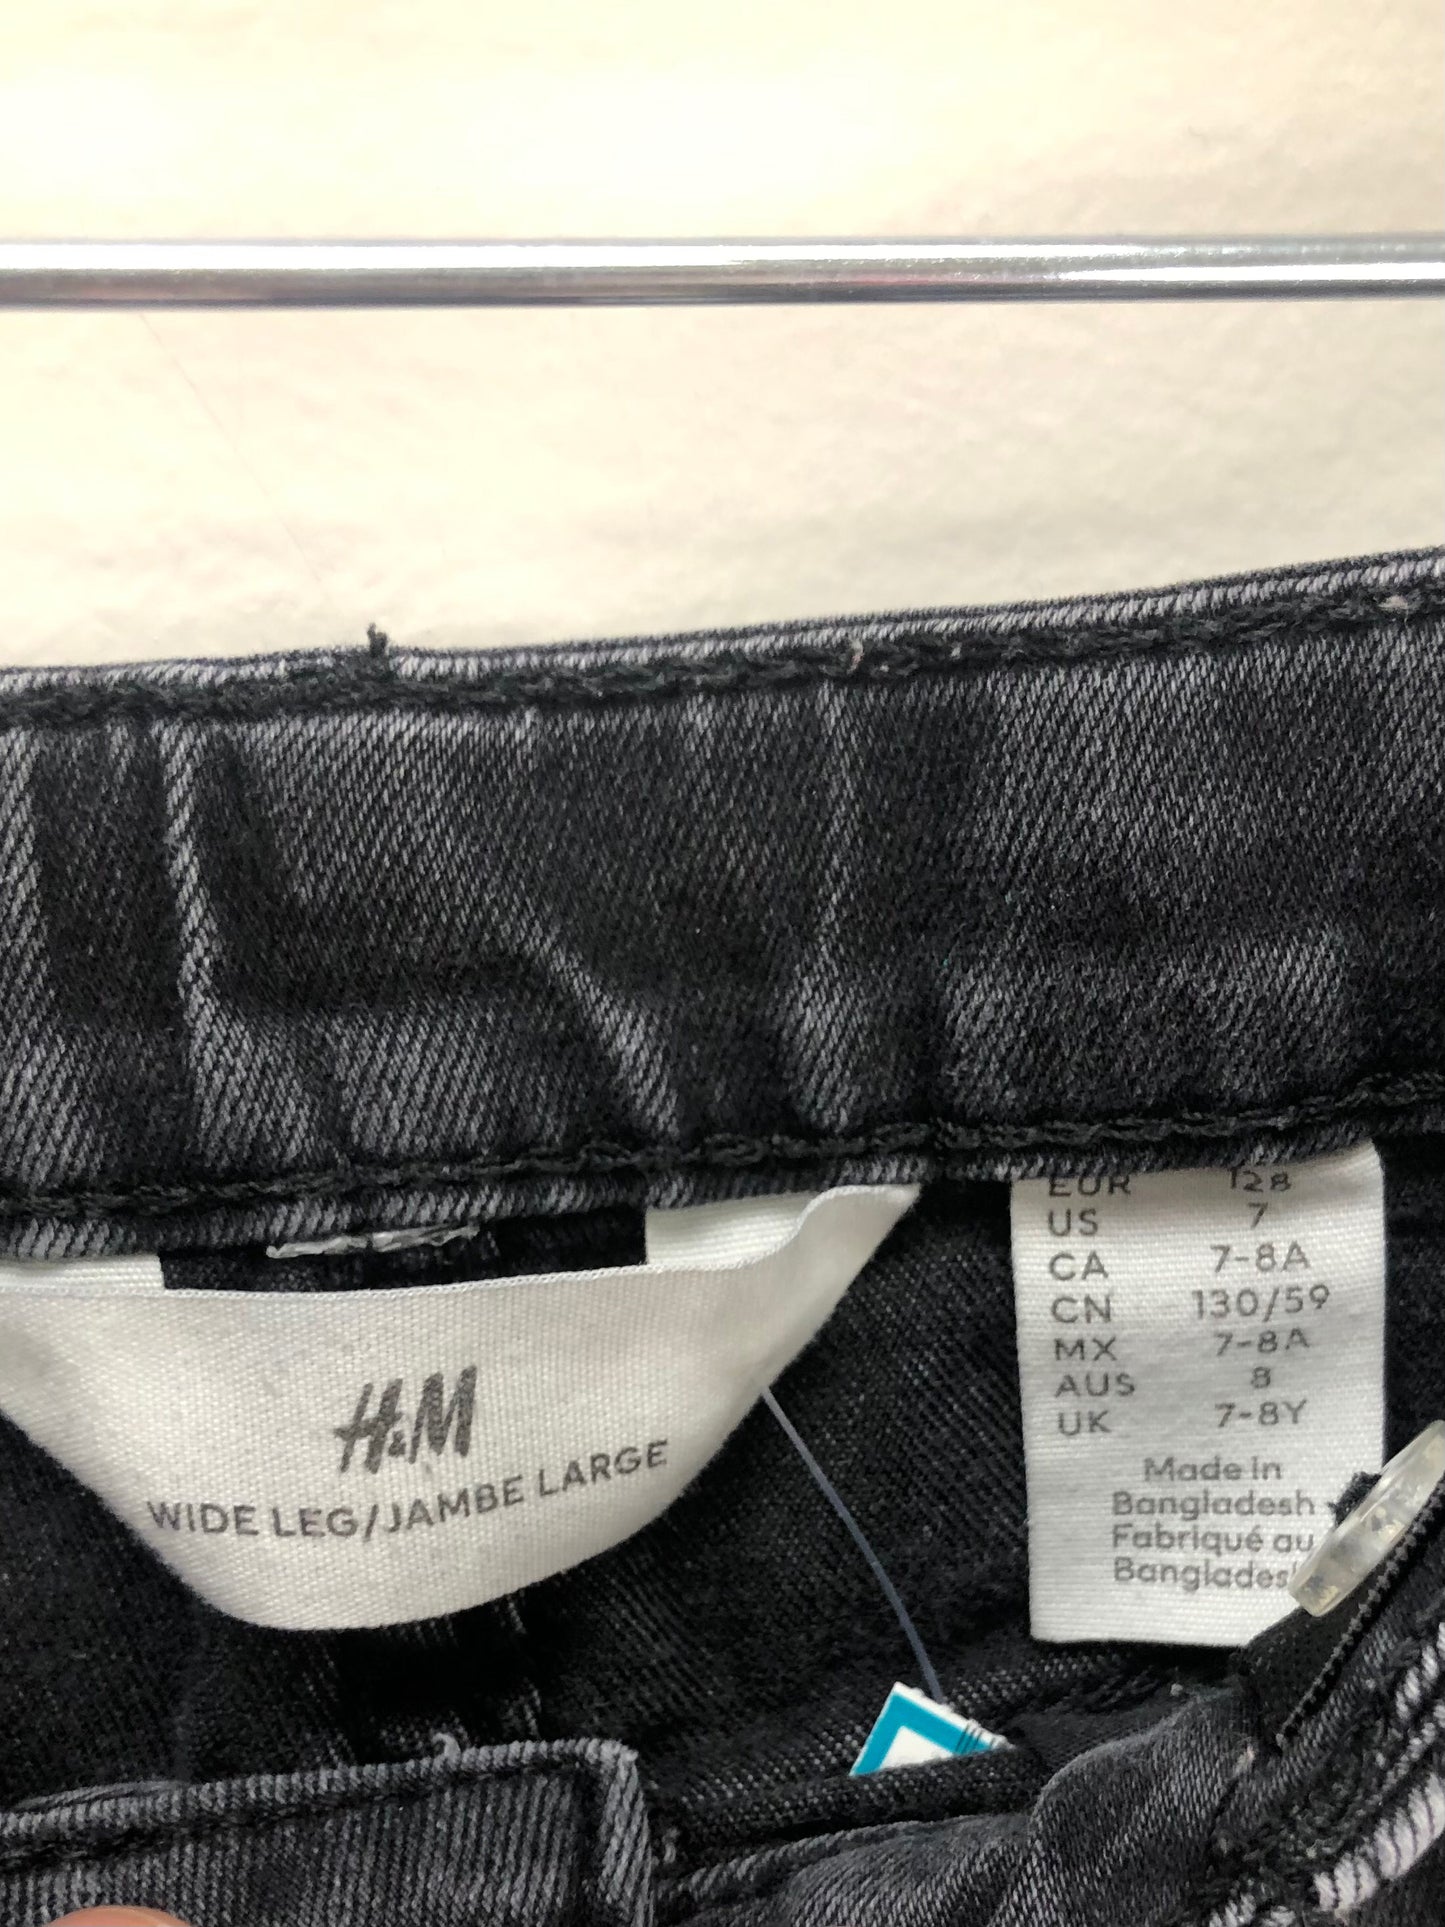 H&M
WIDE LEG/JAMBE LARGE
EUR 128
US 7
CA 7-8A
CN 130/59
MX 7-8A
AUS 8
UK 7-8Y
Made in
Bangladesh
Fabriqué au
Banglades